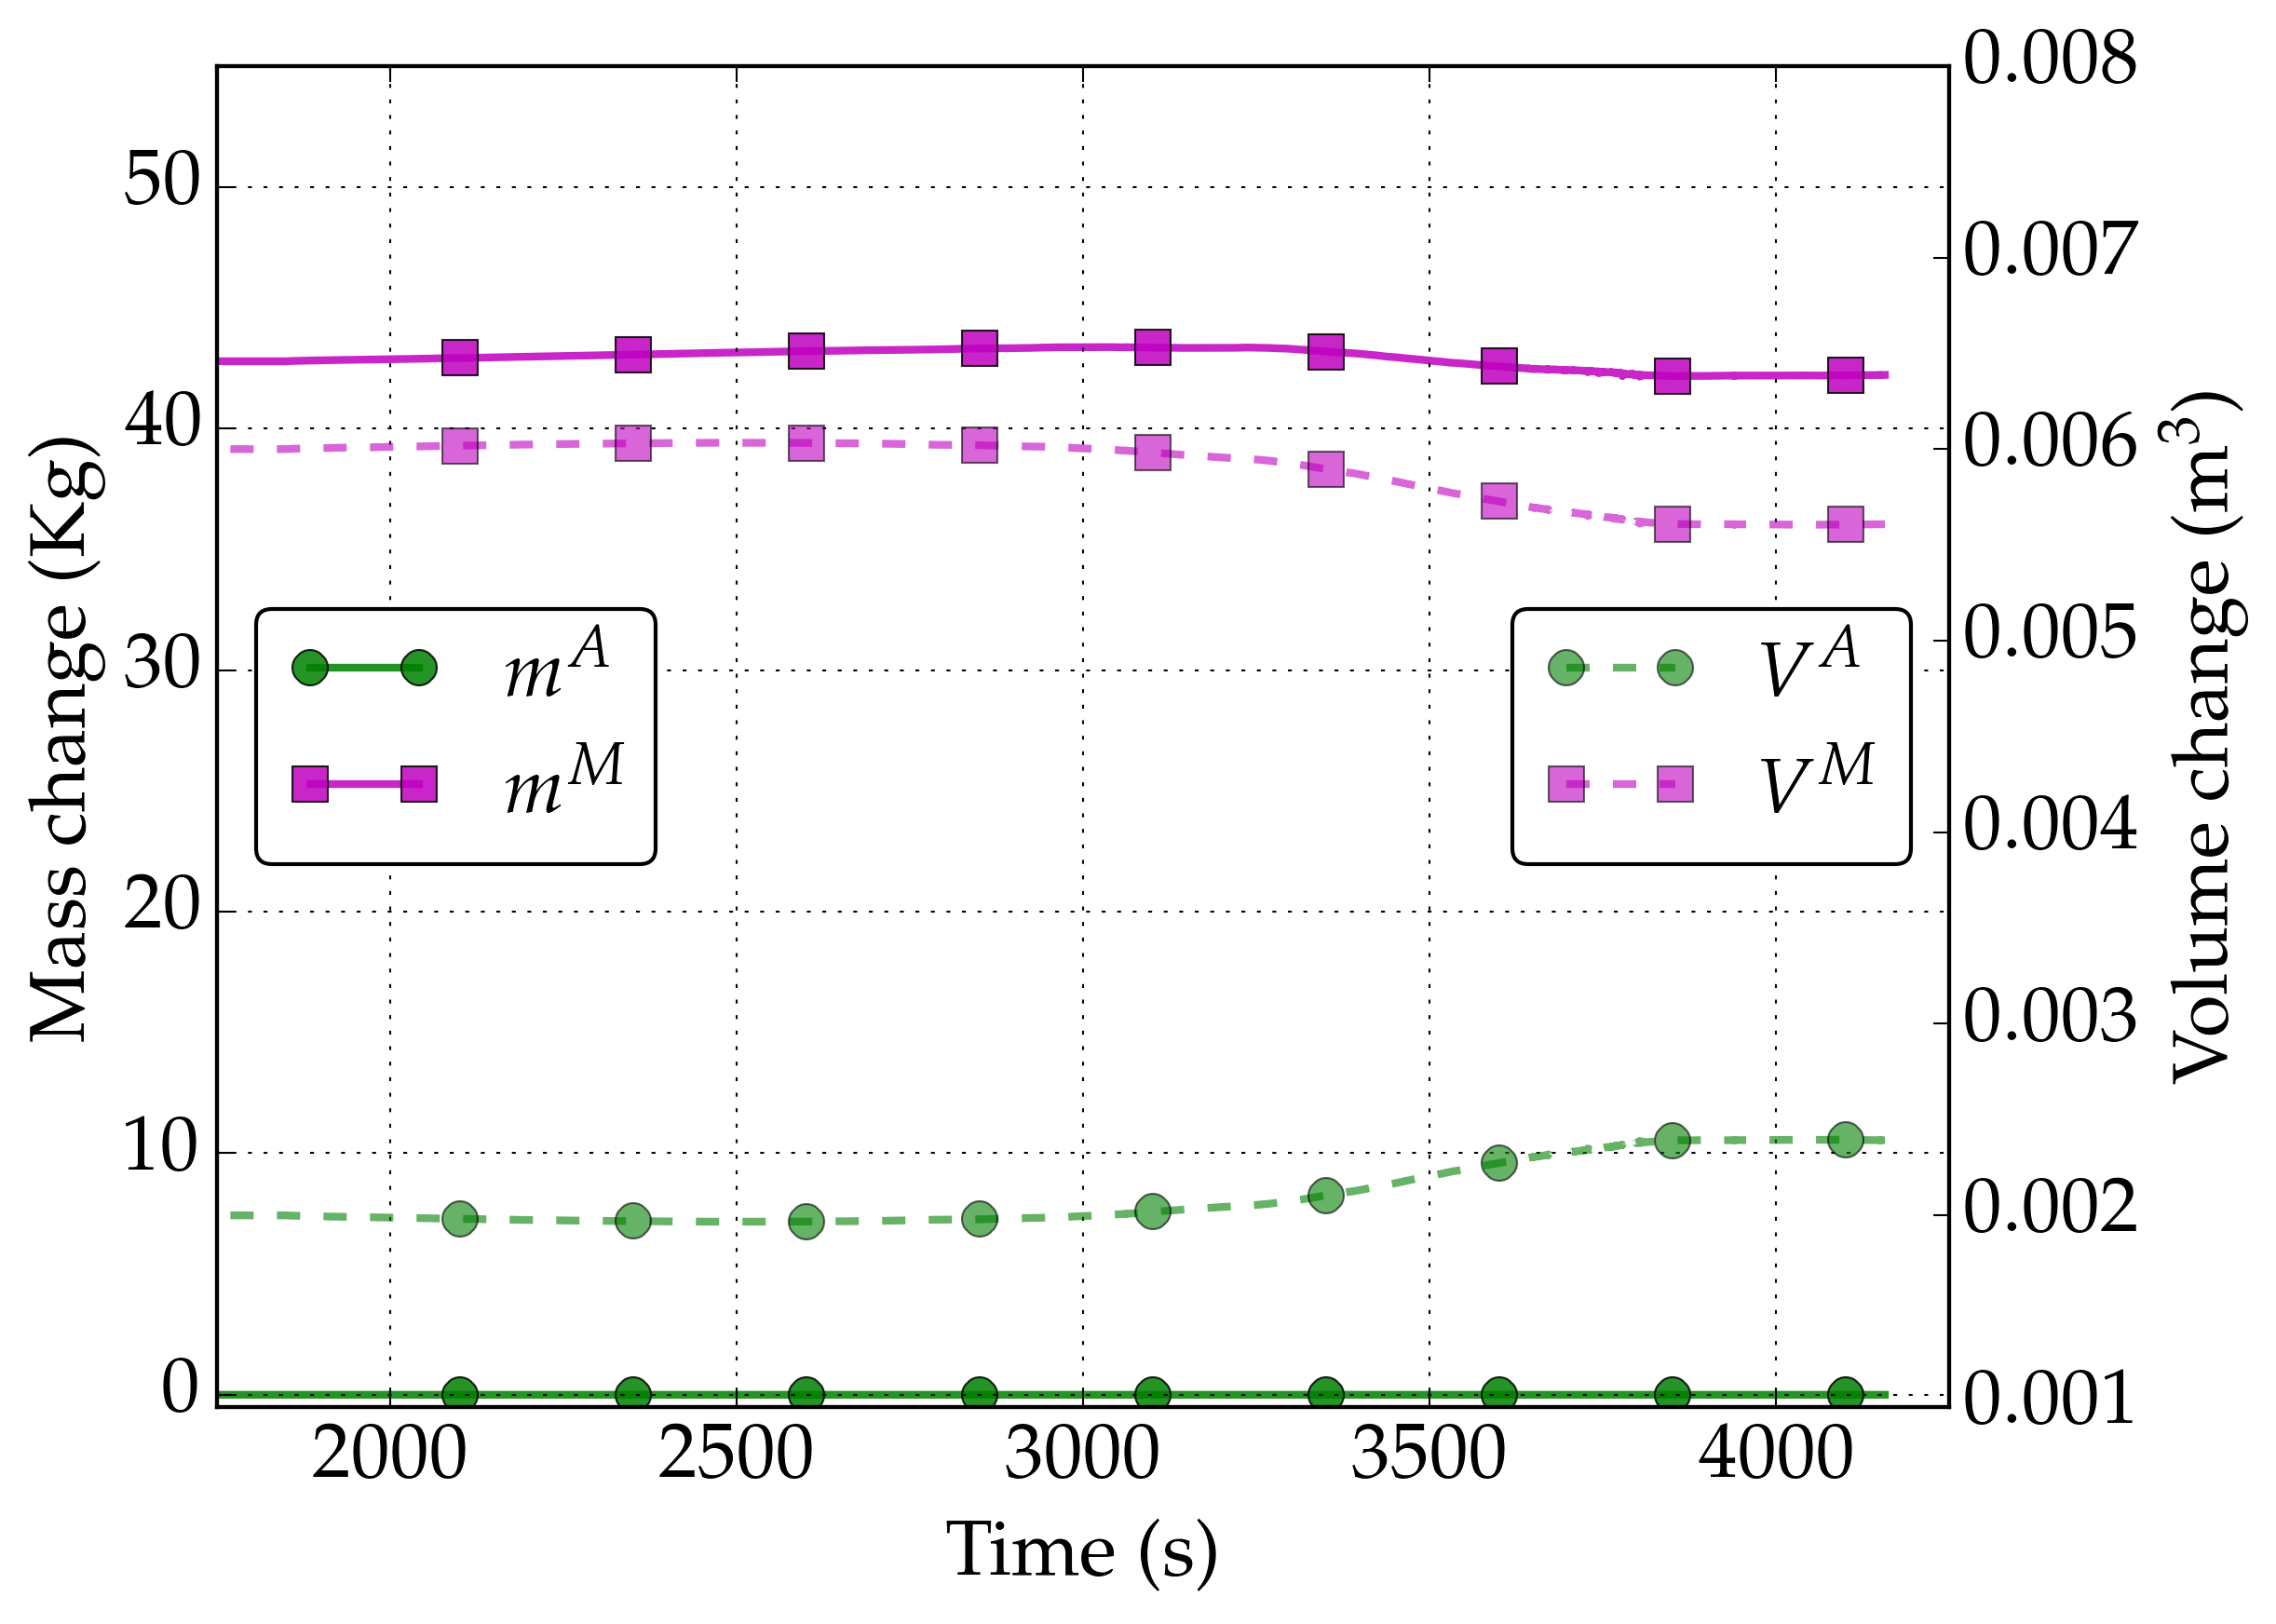 Mass change (Kg)
50
40
30
20
10
0
m^A
m^M
V^A
V^M
0.008
0.007
0.006
0.005
0.004
0.003
0.002
0.001
Volume change (m^3)
2000 2500 3000 3500 4000
Time (s)